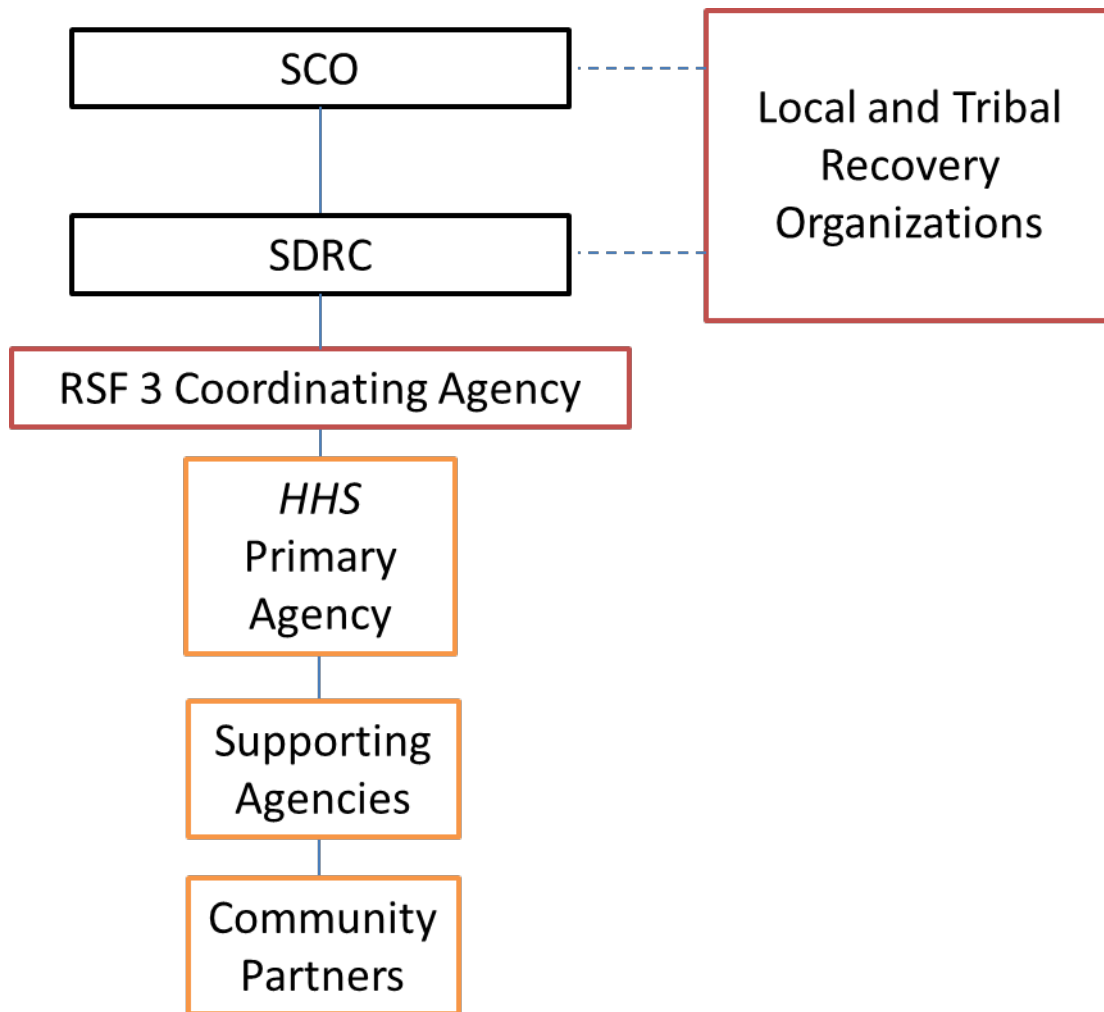 SCO
Local and Tribal
Recovery
Organizations
SDRC
RSF 3 Coordinating Agency
HHS
Primary
Agency
Supporting
Agencies
Community
Partners